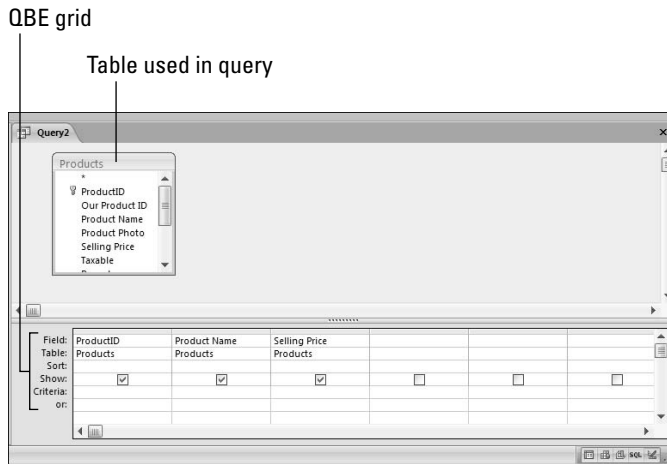 QBE grid
Table used in query
Query2
Products
*
ProductID
Our Product ID
Product Name
Product Photo
Selling Price
Taxable
Field: ProductID Product Name Selling Price
Table: Products Products Products
Sort:
Show:
Criteria:
or:
SQL